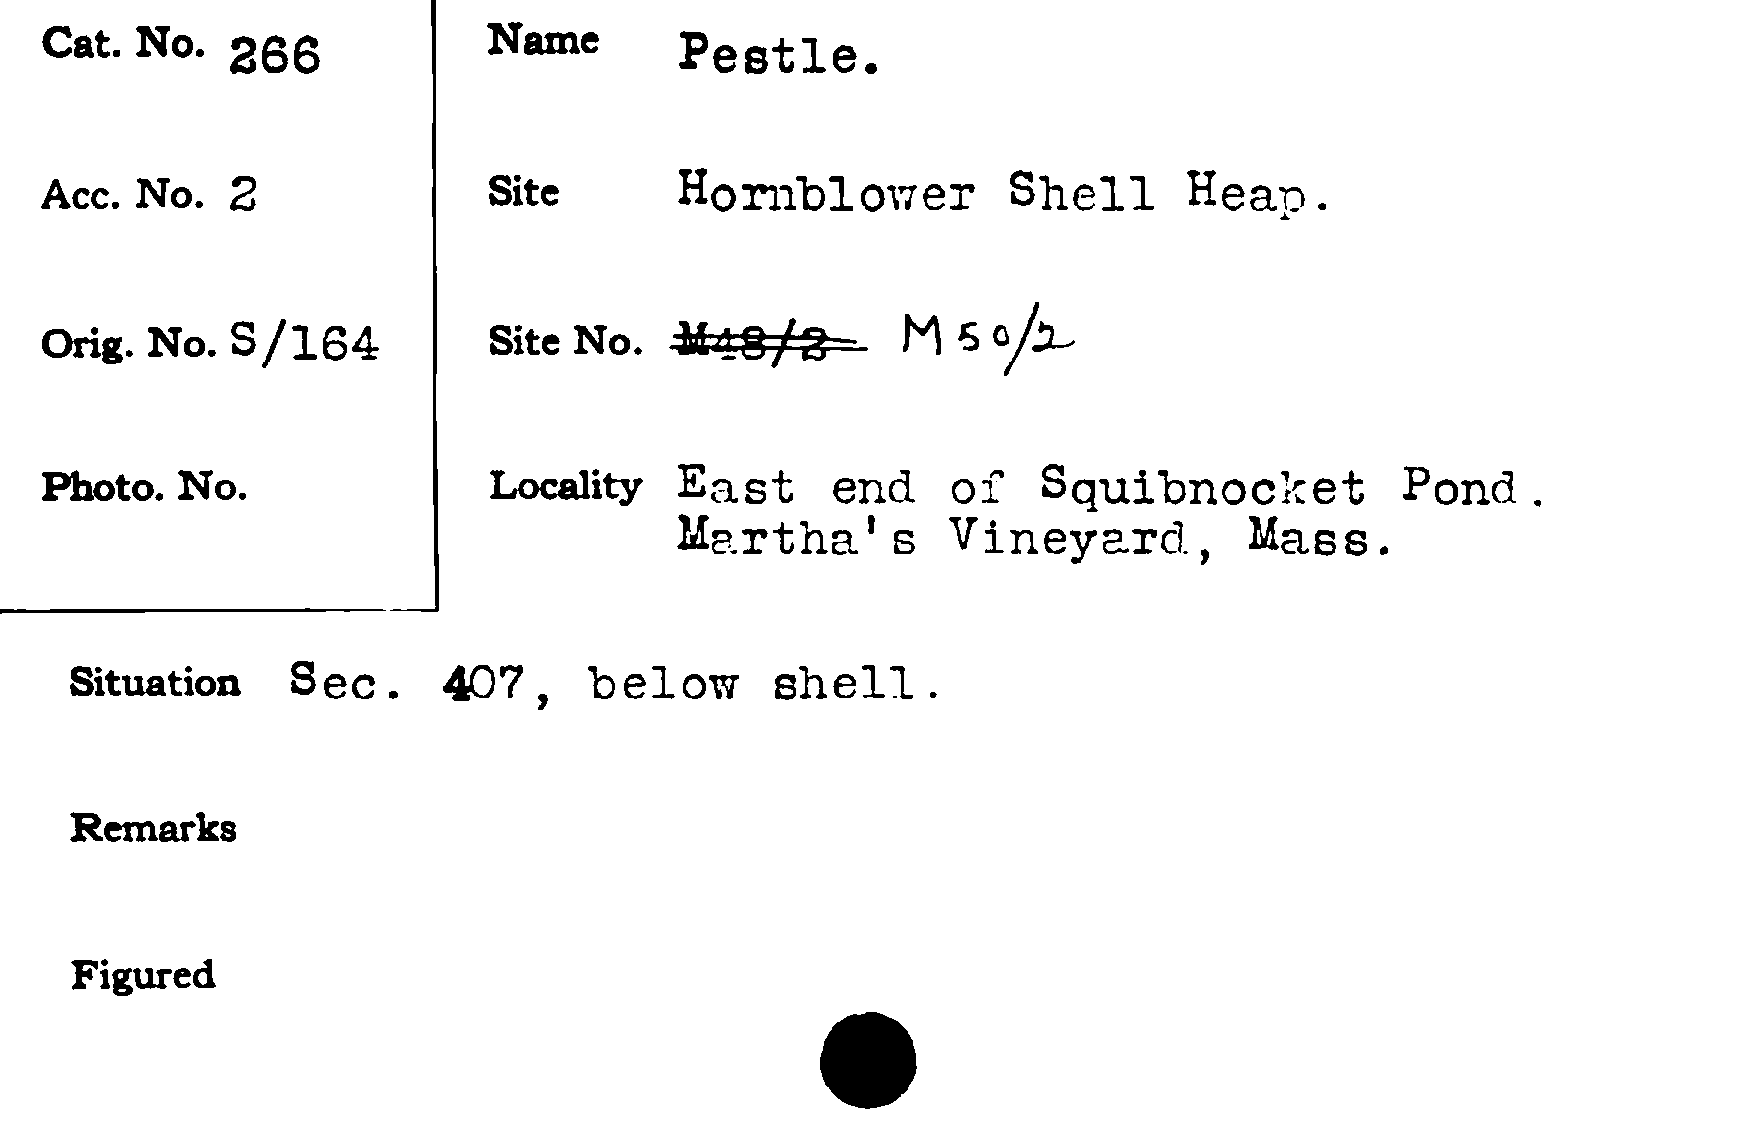 Cat. No. 266
Name Pestle.
Acc. No. 2
Site Hornblower Shell Heap.
Orig. No. S/164
Site No. M48/2 M50/2
Photo. No.
Locality East end of Squibnocket Pond.
Martha's Vineyard, Mass.
Situation Sec. 407, below shell.
Remarks
Figured